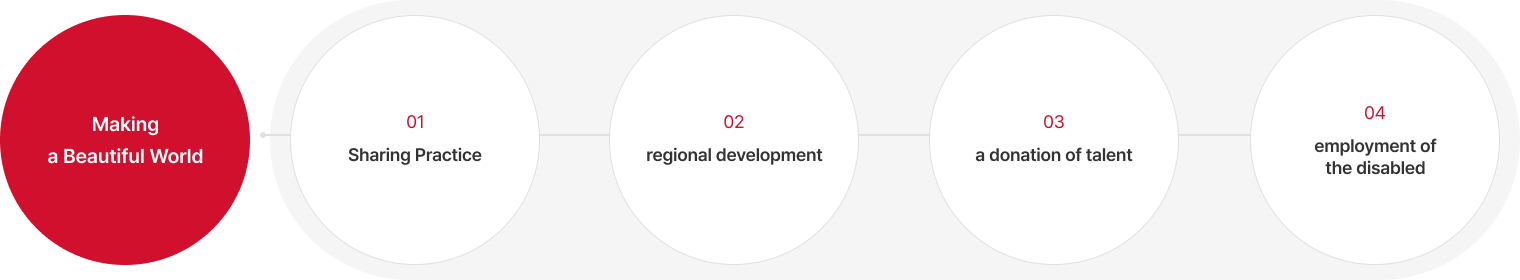 Making
a Beautiful World
01
Sharing Practice
02
regional development
03
a donation of talent
04
employment of
the disabled